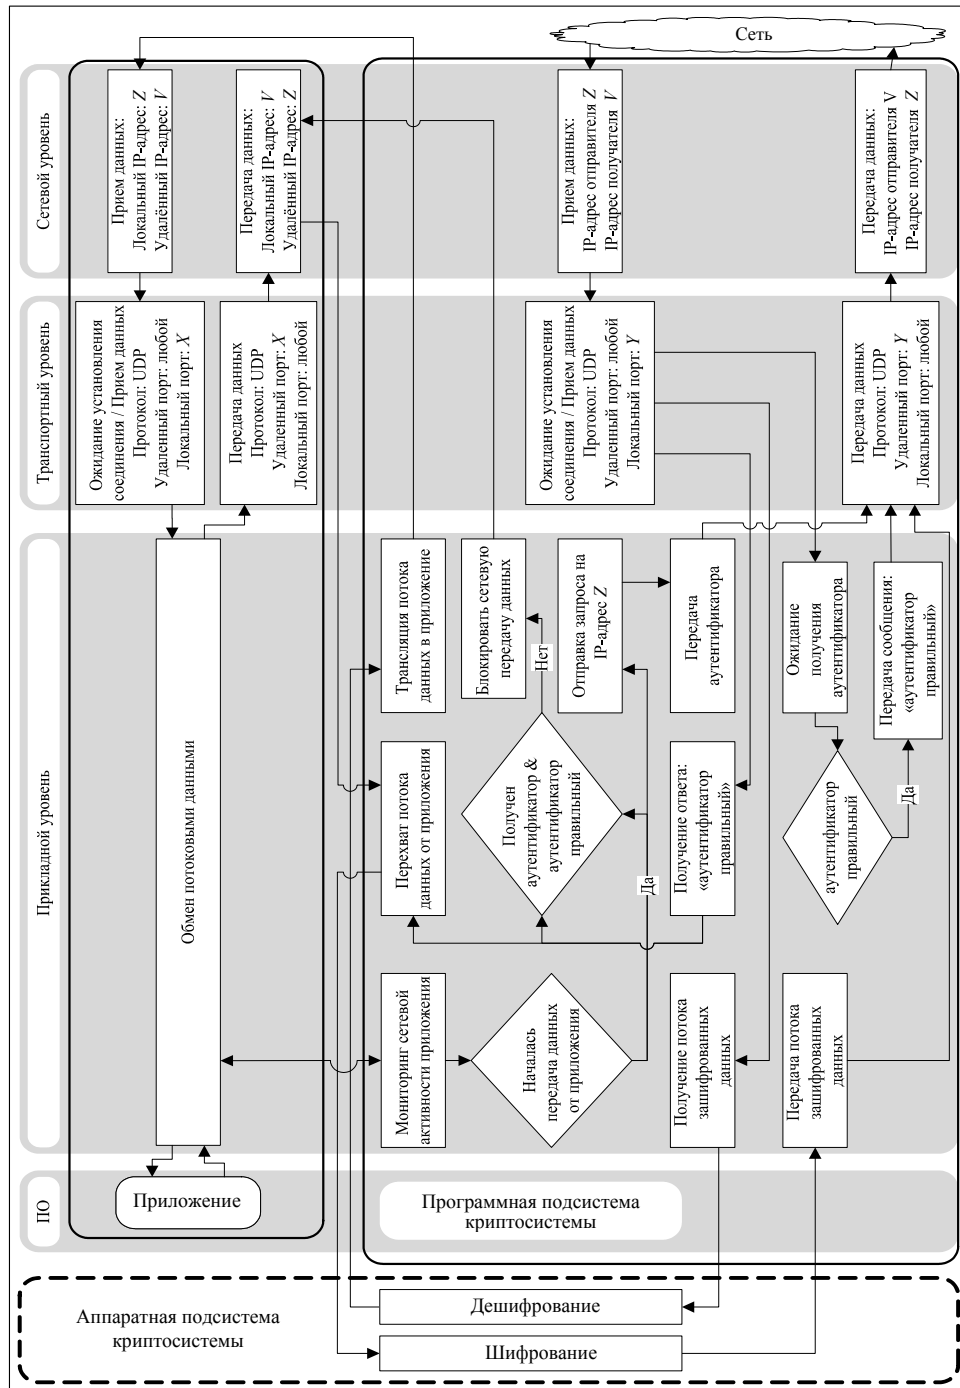 Сеть
Сетевой уровень
Прием данных:
Локальный IP-адрес: Z
Удалённый IP-адрес: V
Передача данных:
Локальный IP-адрес: V
Удалённый IP-адрес: Z
Прием данных:
IP-адрес отправителя Z
IP-адрес получателя V
Передача данных:
IP-адрес отправителя V
IP-адрес получателя Z
Транспортный уровень
Ожидание установления
соединения / Прием данных
Протокол: UDP
Удаленный порт: любой
Локальный порт: X
Передача данных
Протокол: UDP
Удаленный порт: X
Локальный порт: любой
Ожидание установления
соединения / Прием данных
Протокол: UDP
Удаленный порт: любой
Локальный порт: Y
Передача данных
Протокол: UDP
Удаленный порт: Y
Локальный порт: любой
Прикладной уровень
Обмен потоковыми данными
Трансляция потока
данных в приложение
Блокировать сетевую
передачу данных
Отправка запроса на
IP-адрес Z
Передача
аутентификатора
Ожидание
получения
аутентификатора
Передача сообщения:
«аутентификатор
правильный»
Нет
Перехват потока
данных от приложения
Получен
аутентификатор &
аутентификатор
правильный
Получение ответа:
«аутентификатор
правильный»
аутентификатор
правильный
Да
Да
Мониторинг сетевой
активности приложения
Началась
передача данных
от приложения
Получение потока
зашифрованных
данных
Передача потока
зашифрованных
данных
ПО
Приложение
Программная подсистема
криптосистемы
Аппаратная подсистема
криптосистемы
Дешифрование
Шифрование